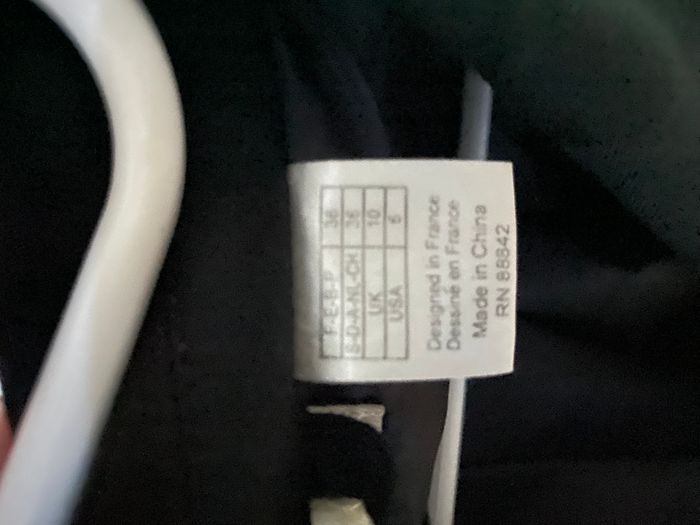 F-E-B-P 38
S-D-A-NL-CH 36
UK 10
USA 6
Designed in France
Dessiné en France
Made in China
RN 88842